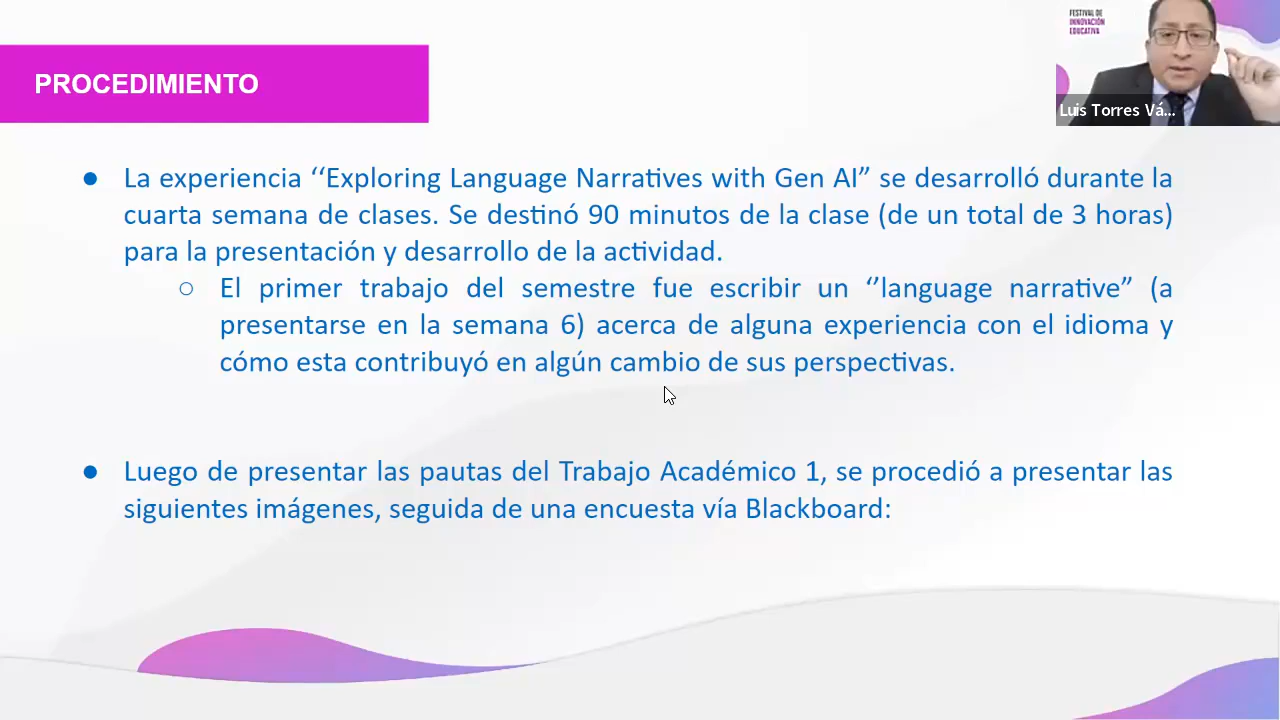 FESTIVAL DE
INNOVACIÓN
EDUCATIVA
Luis Torres Vá...
PROCEDIMIENTO
● La experiencia ‘‘Exploring Language Narratives with Gen AI” se desarrolló durante la
cuarta semana de clases. Se destinó 90 minutos de la clase (de un total de 3 horas)
para la presentación y desarrollo de la actividad.
○ El primer trabajo del semestre fue escribir un ‘’language narrative” (a
presentarse en la semana 6) acerca de alguna experiencia con el idioma y
cómo esta contribuyó en algún cambio de sus perspectivas.
● Luego de presentar las pautas del Trabajo Académico 1, se procedió a presentar las
siguientes imágenes, seguida de una encuesta vía Blackboard: